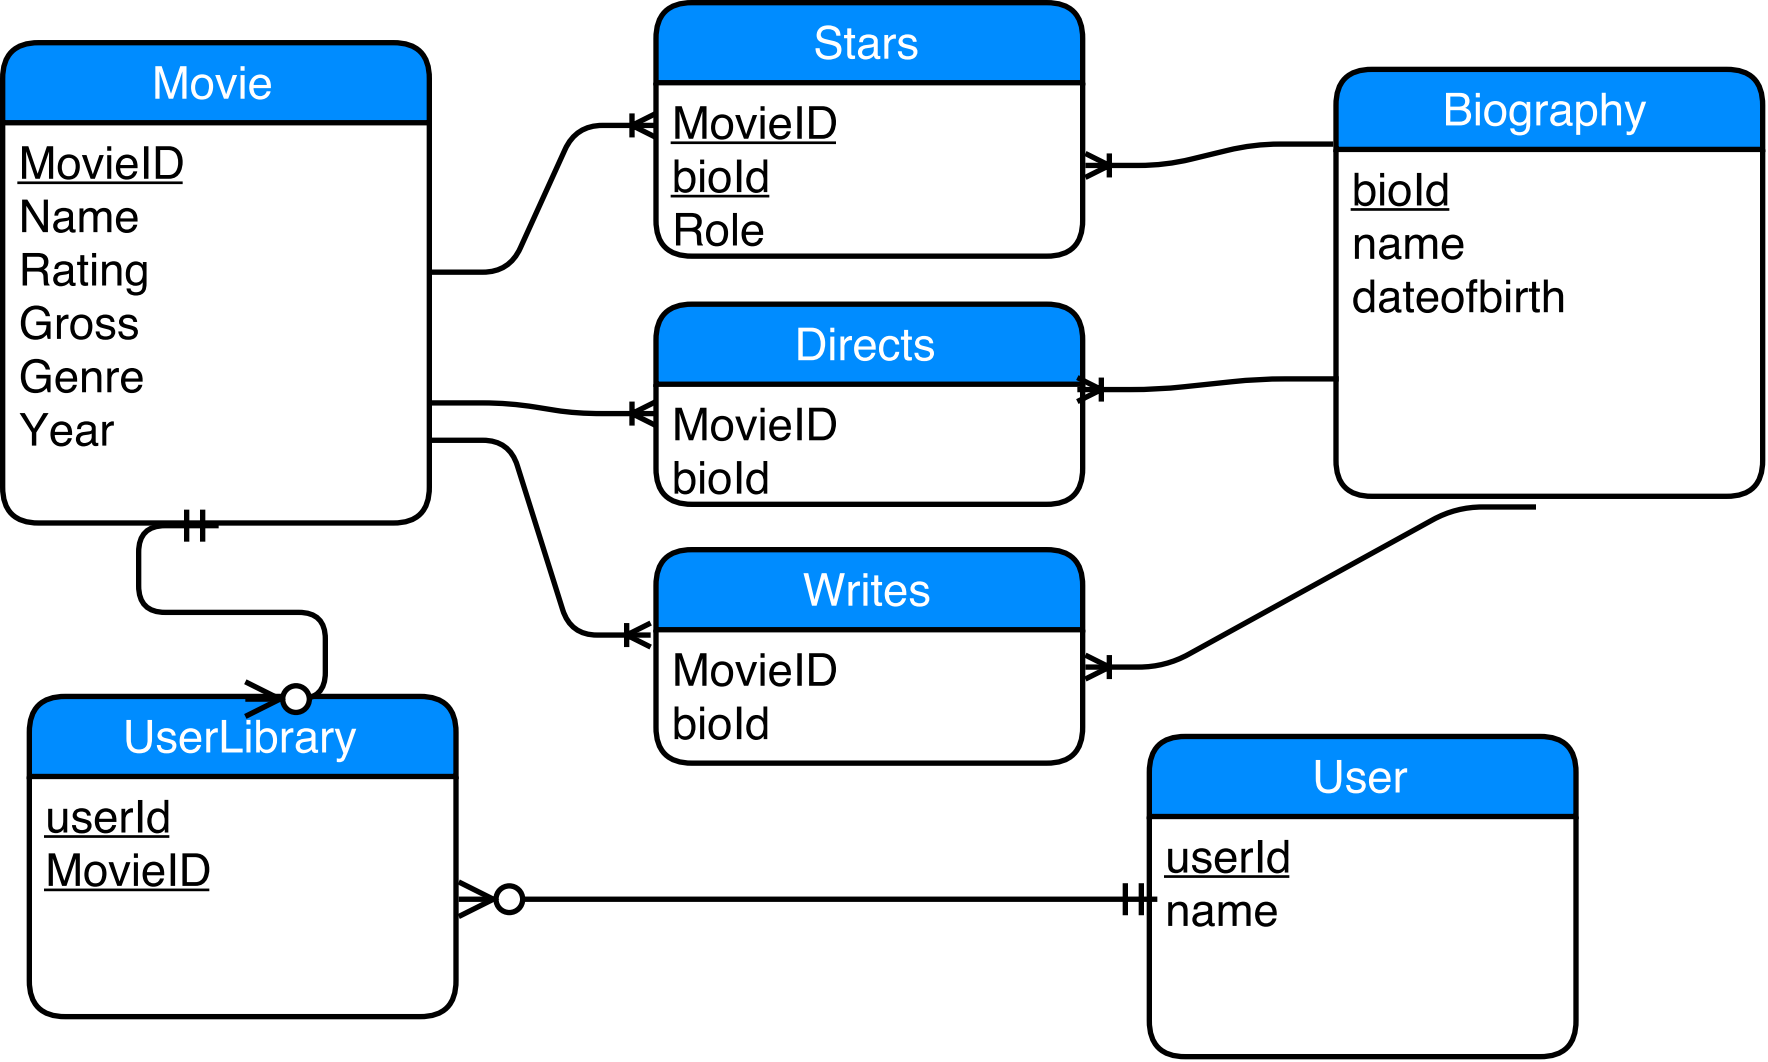 Movie
MovieID
Name
Rating
Gross
Genre
Year
Stars
MovieID
bioId
Role
Directs
MovieID
bioId
Writes
MovieID
bioId
Biography
bioId
name
dateofbirth
UserLibrary
userId
MovieID
User
userId
name